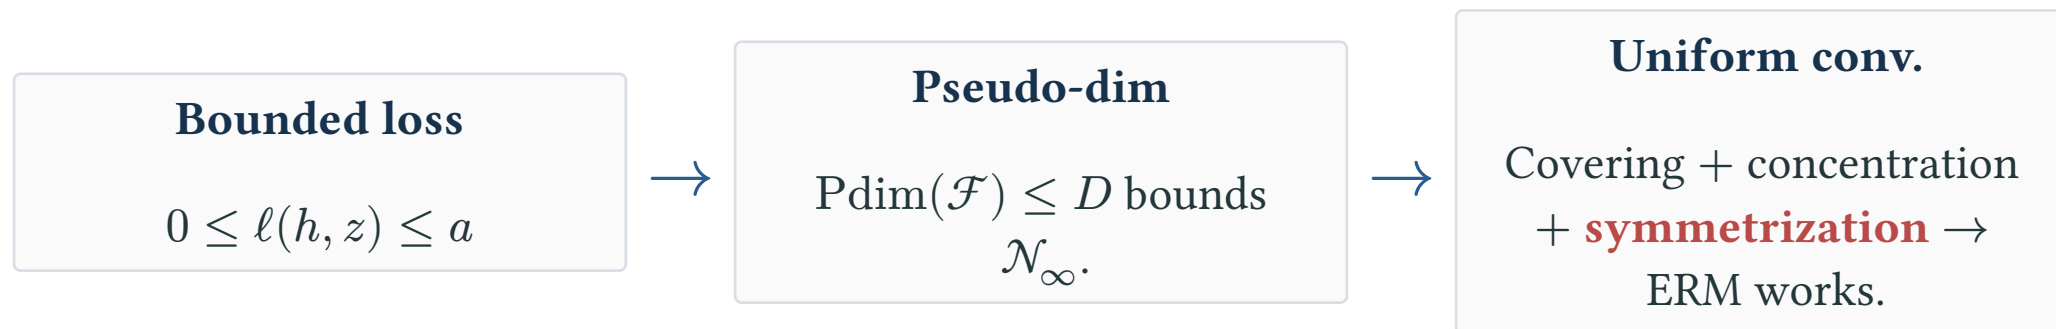 Bounded loss
0 ≤ ℓ(h, z) ≤ a
→
Pseudo-dim
Pdim(ℱ) ≤ D bounds
𝒩∞.
→
Uniform conv.
Covering + concentration
+ symmetrization →
ERM works.